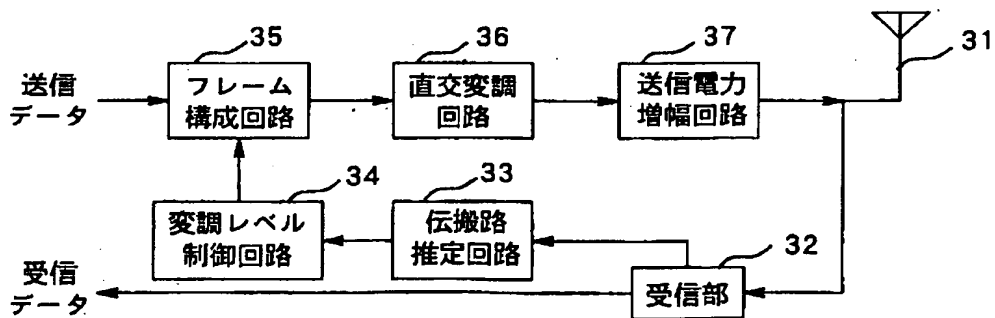 35
36
37
31
送信
データ
フレーム
構成回路
直交変調
回路
送信電力
増幅回路
34
33
32
変調レベル
制御回路
伝搬路
推定回路
受信部
受信
データ